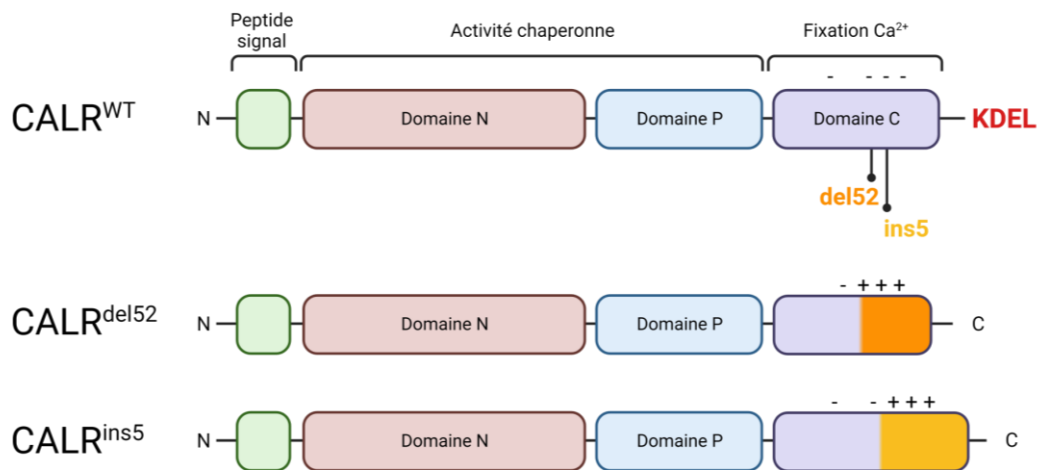 Peptide
signal
Activité chaperonne
Fixation Ca²⁺
- - - -
CALRᵂᵀ N Domaine N Domaine P Domaine C KDEL
del52
ins5
- + + +
CALRᵈᵉˡ⁵² N Domaine N Domaine P C
- - + + +
CALRⁱⁿˢ⁵ N Domaine N Domaine P C